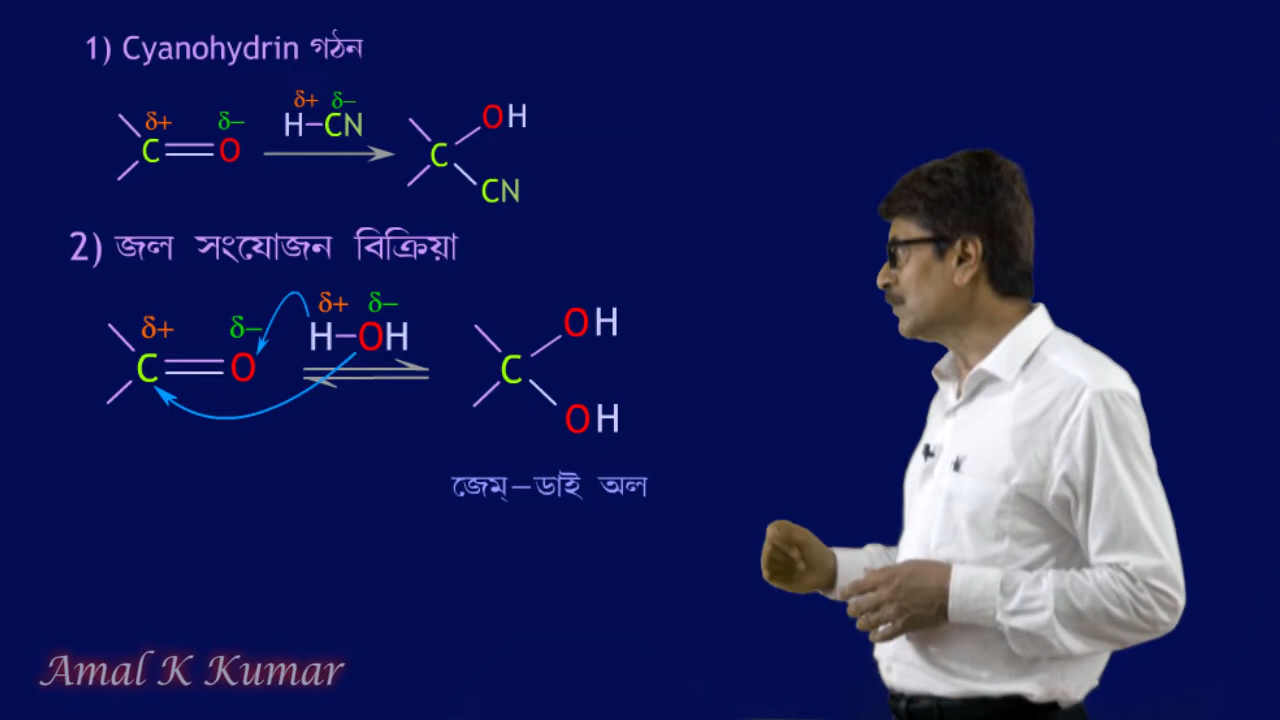 1) Cyanohydrin গঠন
δ+ δ−
δ+ δ− H−CN OH
C=O C
CN
2) জল সংযোজন বিক্রিয়া
δ+ δ−
δ+ δ− H−OH OH
C=O C
OH
জেম্−ডাই অল
Amal K Kumar